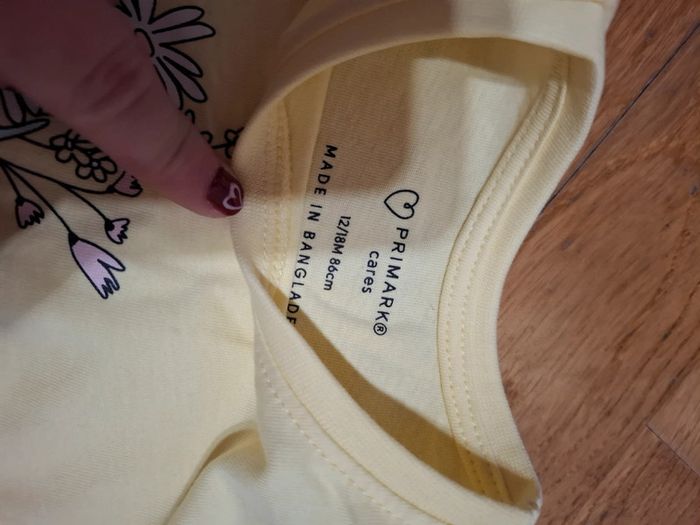 PRIMARK®
cares
12/18M 86cm
MADE IN BANGLADE